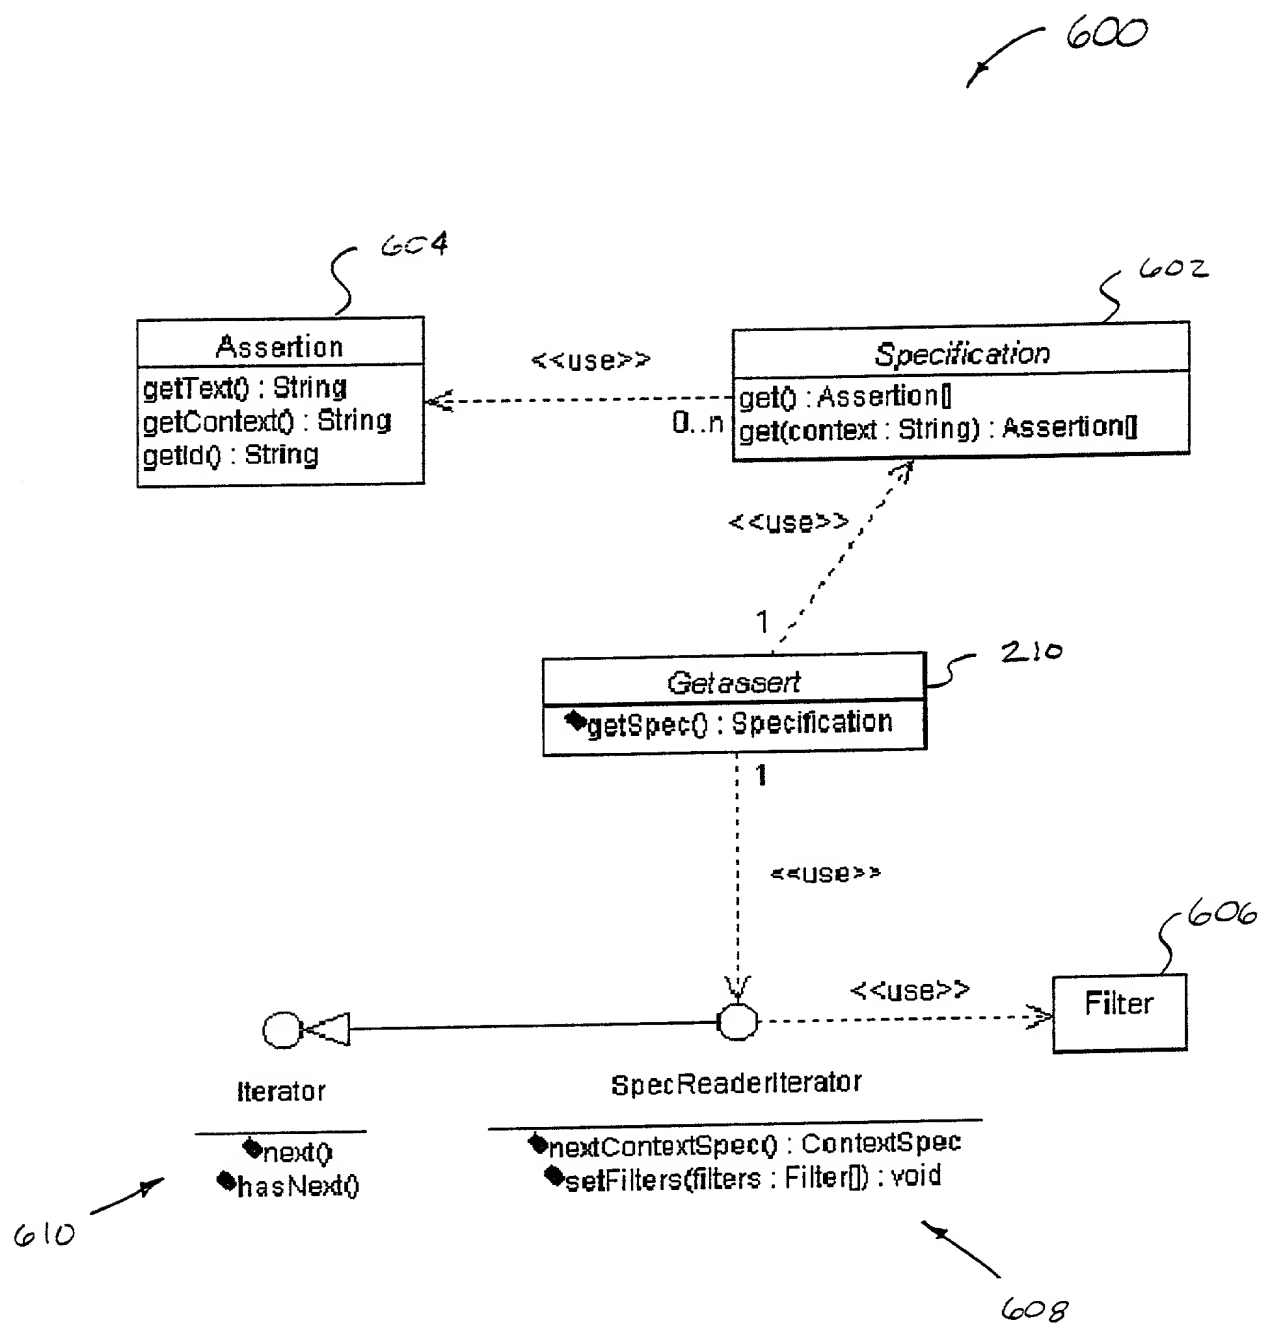 600
604
602
Assertion
getText() : String
getContext() : String
getId() : String
<<use>>
0..n
Specification
get() : Assertion[]
get(context : String) : Assertion[]
<<use>>
1
210
Getassert
getSpec() : Specification
1
<<use>>
606
<<use>>
Filter
Iterator
next()
hasNext()
SpecReaderIterator
nextContextSpec() : ContextSpec
setFilters(filters : Filter[]) : void
610
608